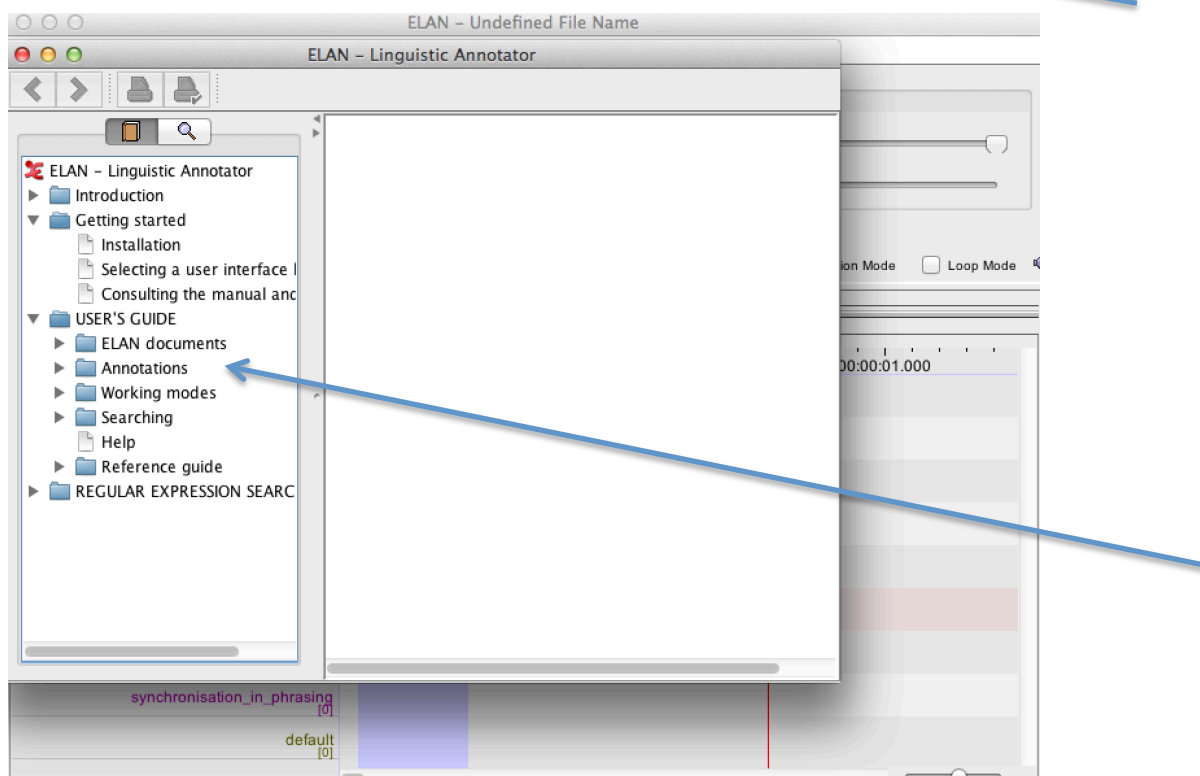 ELAN – Undefined File Name
ELAN – Linguistic Annotator
ELAN – Linguistic Annotator
Introduction
Getting started
Installation
Selecting a user interface
Consulting the manual and
USER'S GUIDE
ELAN documents
Annotations
Working modes
Searching
Help
Reference guide
REGULAR EXPRESSION SEARC
ion Mode
Loop Mode
00:00:01.000
synchronisation_in_phrasing
[0]
default
[0]